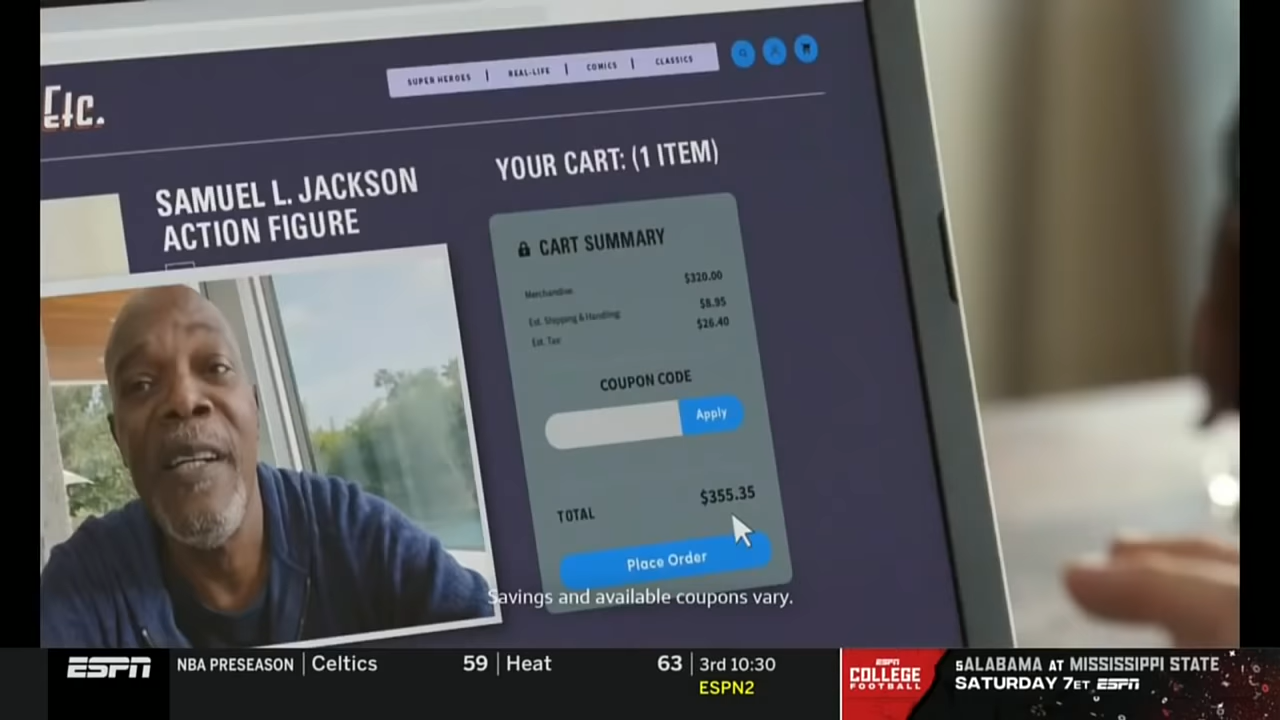 Etc.
SUPER HEROES | REAL-LIFE | COMICS | CLASSICS
SAMUEL L. JACKSON
ACTION FIGURE
YOUR CART: (1 ITEM)
CART SUMMARY
Merchandise: $320.00
Est. Shipping & Handling: $8.95
Est. Tax: $26.40
COUPON CODE
Apply
TOTAL $355.35
Place Order
Savings and available coupons vary.
ESPN NBA PRESEASON | Celtics 59 | Heat 63 | 3rd 10:30
ESPN2
ESPN
COLLEGE
FOOTBALL
5ALABAMA AT MISSISSIPPI STATE
SATURDAY 7ET ESPN